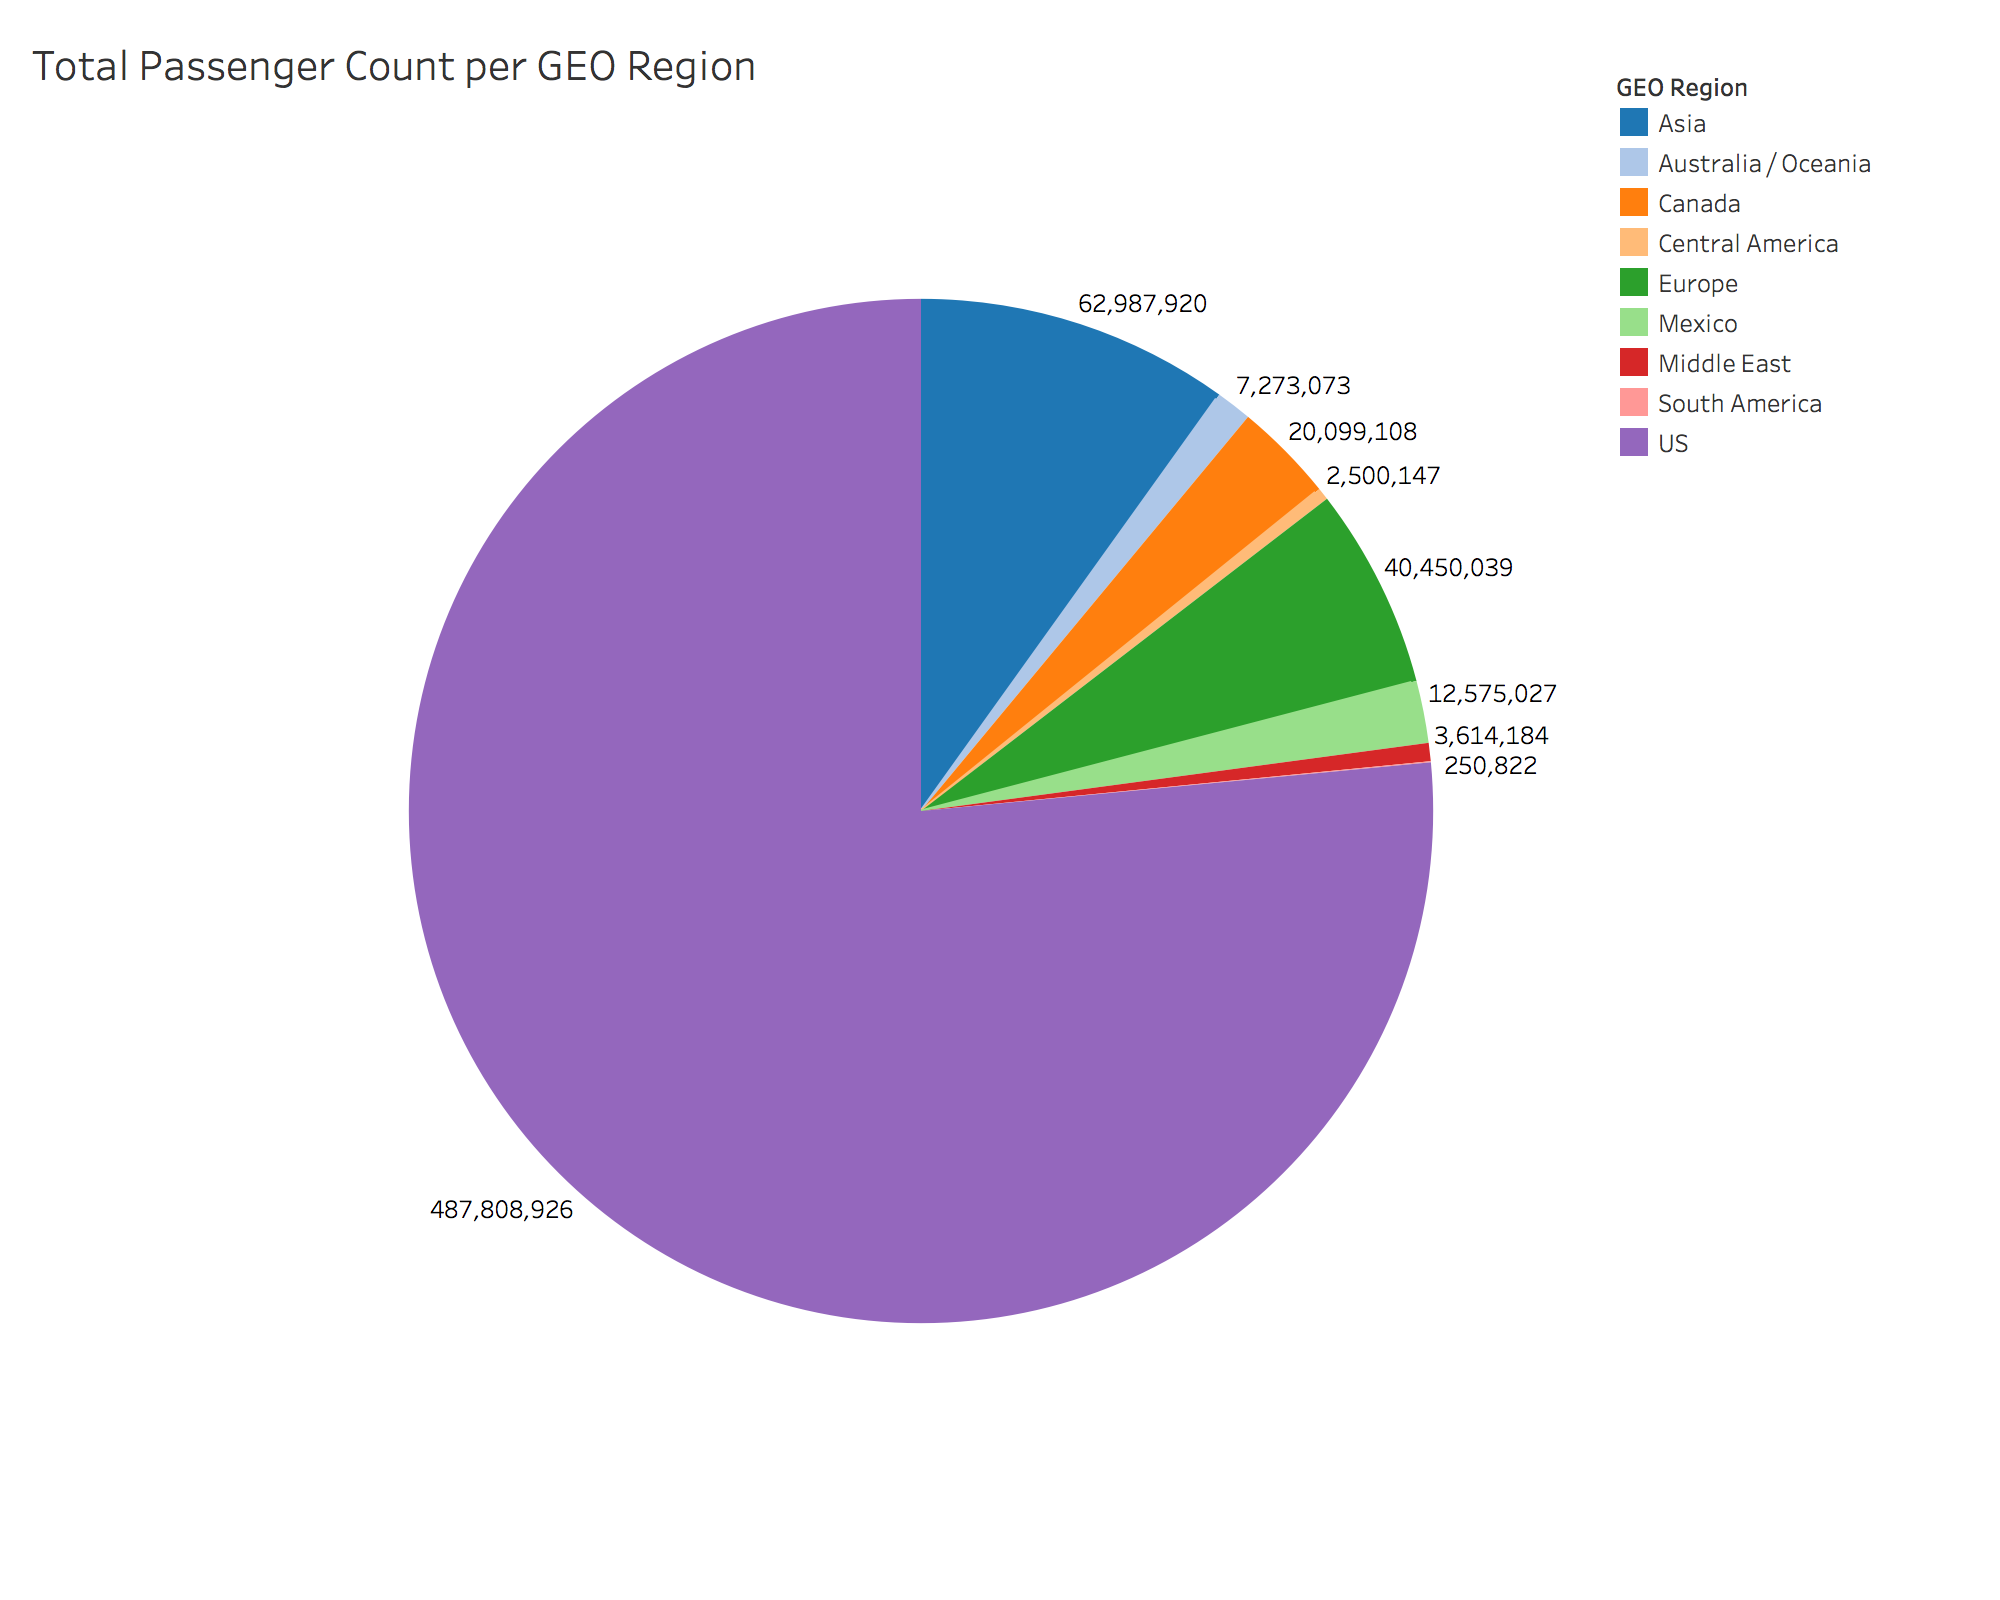 Total Passenger Count per GEO Region
GEO Region
Asia
Australia / Oceania
Canada
Central America
Europe
Mexico
Middle East
South America
US
62,987,920
7,273,073
20,099,108
2,500,147
40,450,039
12,575,027
3,614,184
250,822
487,808,926